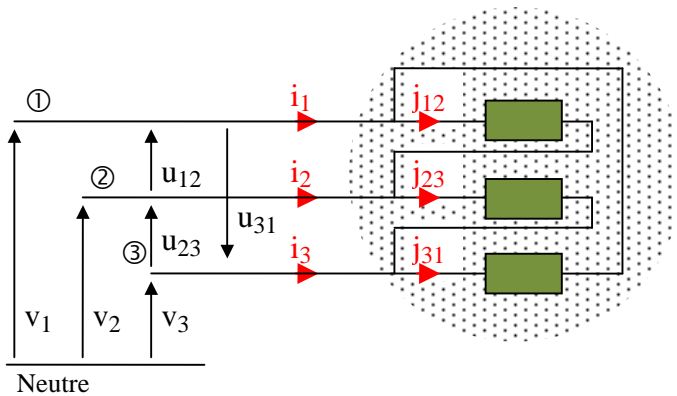 ①
i₁
j₁₂
②
u₁₂
i₂
j₂₃
u₃₁
③
u₂₃
i₃
j₃₁
v₁
v₂
v₃
Neutre